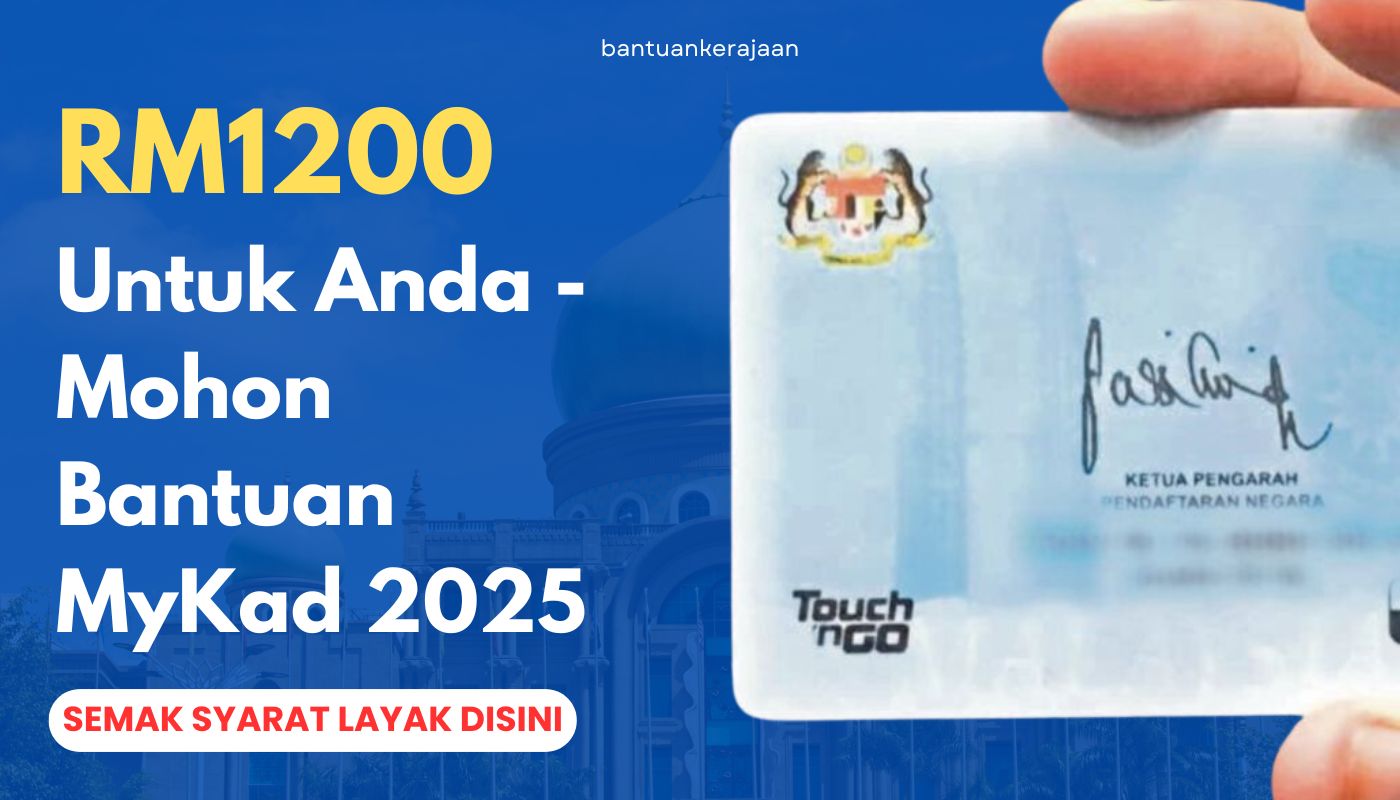 bantuankerajaan
RM1200
Untuk Anda -
Mohon
Bantuan
MyKad 2025
SEMAK SYARAT LAYAK DISINI
KETUA PENGARAH
PENDAFTARAN NEGARA
Touch
'nGO